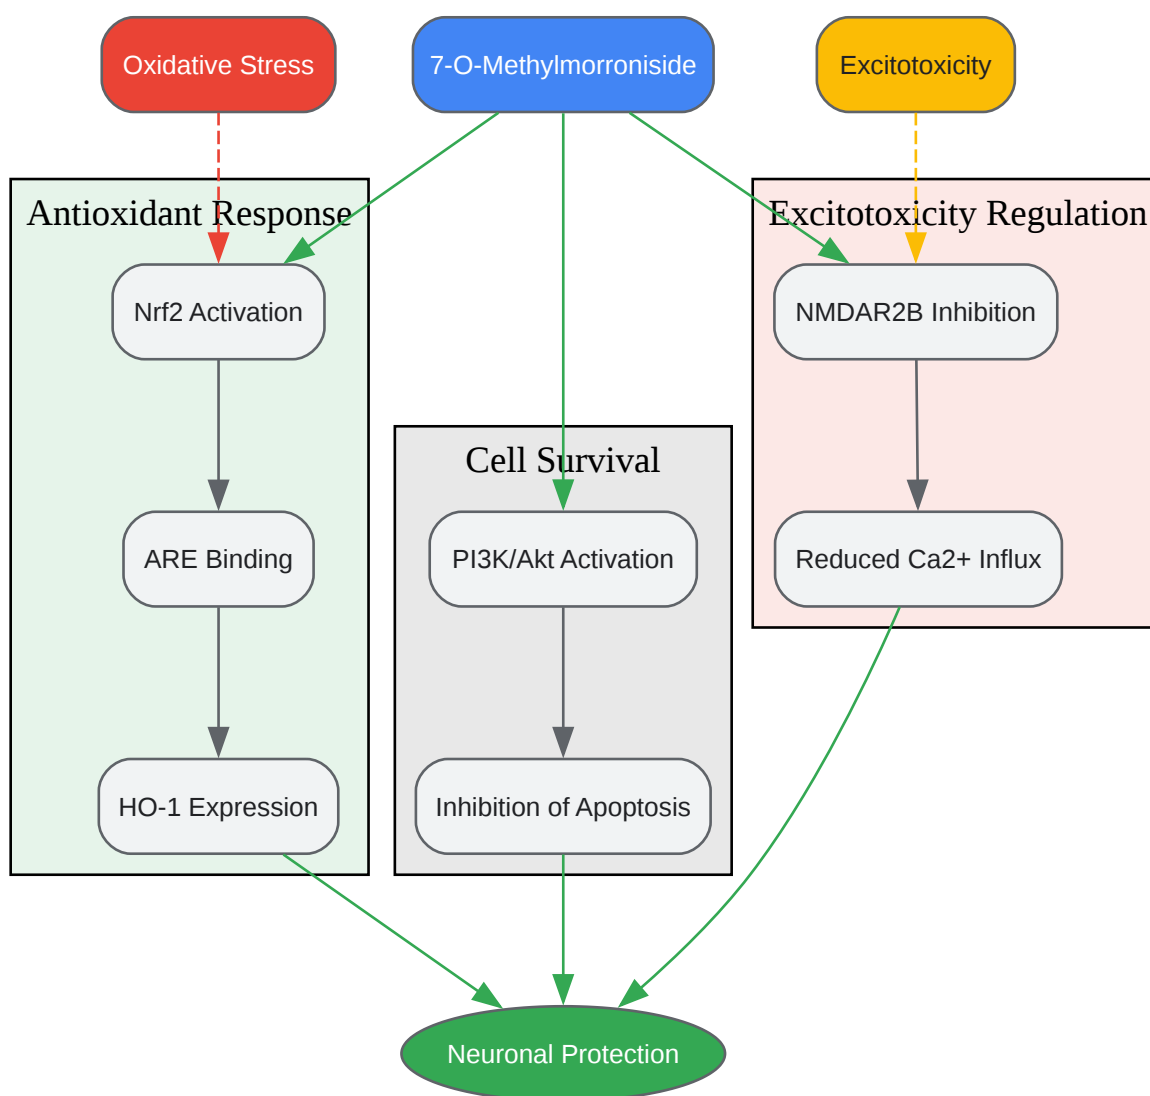 Oxidative Stress
7-O-Methylmorroniside
Excitotoxicity
Antioxidant Response
Excitotoxicity Regulation
Nrf2 Activation
NMDAR2B Inhibition
Cell Survival
ARE Binding
PI3K/Akt Activation
Reduced Ca2+ Influx
HO-1 Expression
Inhibition of Apoptosis
Neuronal Protection